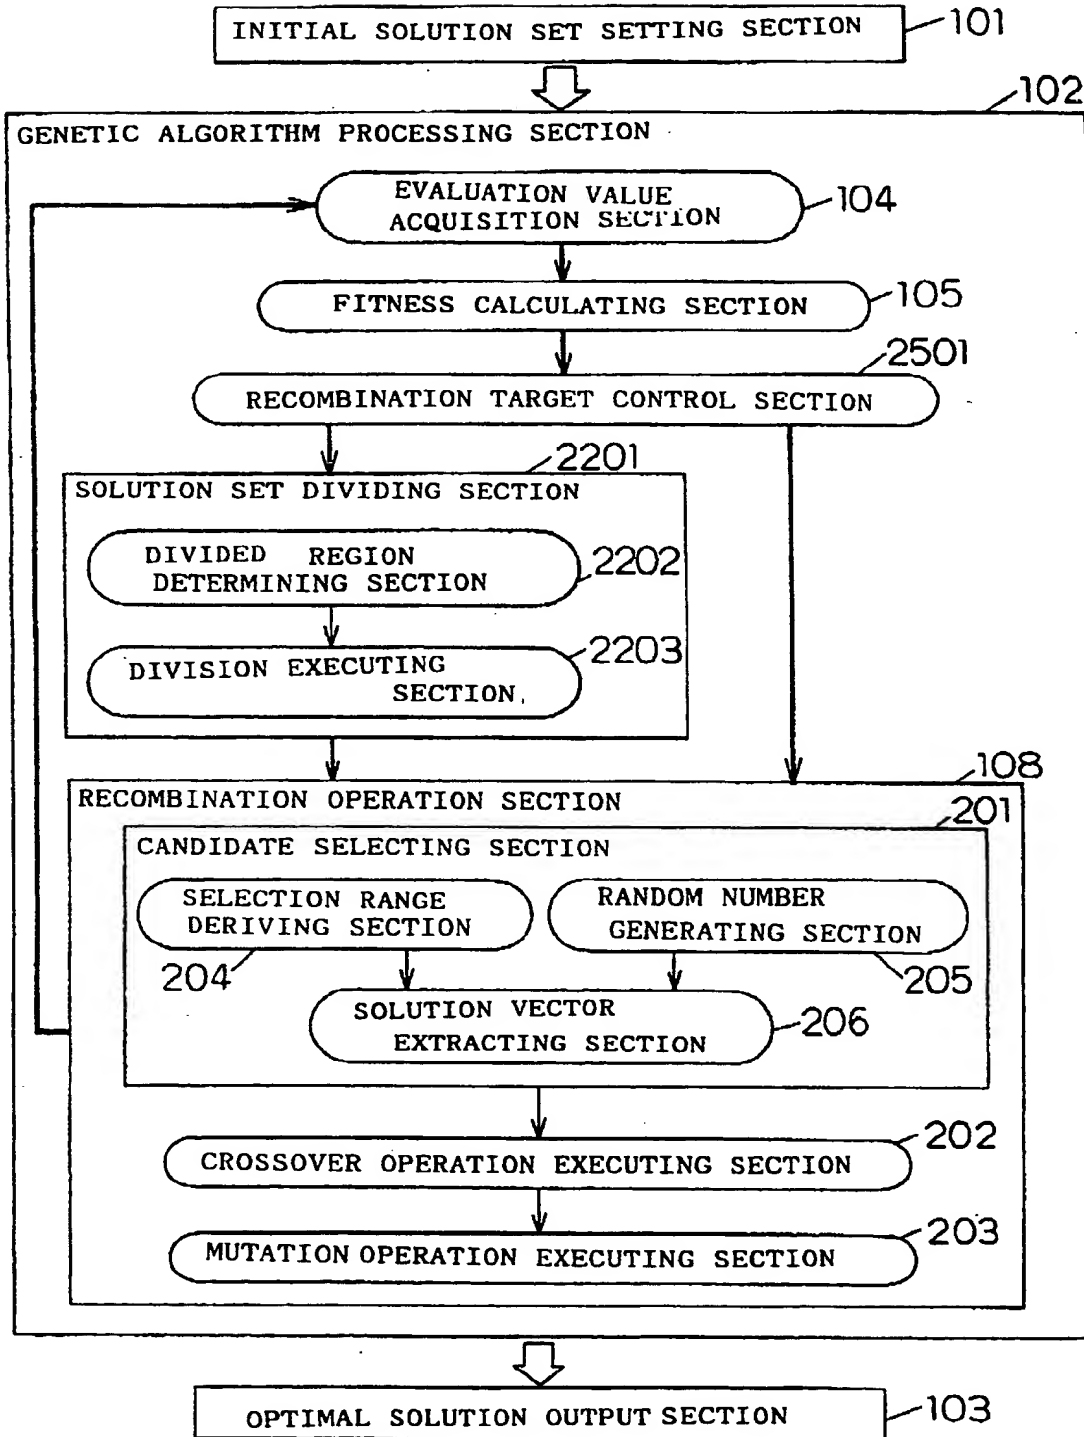 INITIAL SOLUTION SET SETTING SECTION
101
102
GENETIC ALGORITHM PROCESSING SECTION
EVALUATION VALUE
ACQUISITION SECTION
104
FITNESS CALCULATING SECTION
105
2501
RECOMBINATION TARGET CONTROL SECTION
2201
SOLUTION SET DIVIDING SECTION
DIVIDED REGION
DETERMINING SECTION
2202
DIVISION EXECUTING
SECTION
2203
108
RECOMBINATION OPERATION SECTION
201
CANDIDATE SELECTING SECTION
SELECTION RANGE
DERIVING SECTION
204
RANDOM NUMBER
GENERATING SECTION
205
SOLUTION VECTOR
EXTRACTING SECTION
206
202
CROSSOVER OPERATION EXECUTING SECTION
203
MUTATION OPERATION EXECUTING SECTION
OPTIMAL SOLUTION OUTPUT SECTION
103